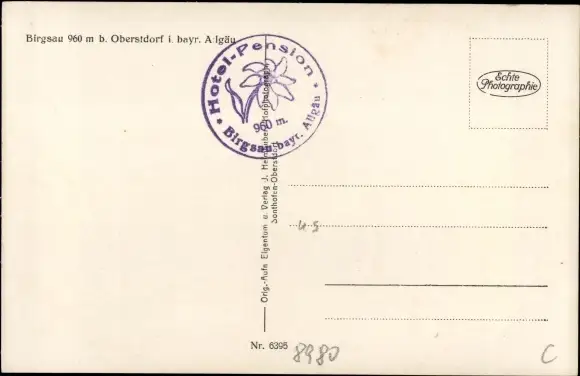 Birgsau 960 m b. Oberstdorf i. bayr. Allgäu
* Hotel-Pension *
960 m.
Birgsau bayr. Allgäu
Echte
Photographie
Orig.-Aufn. Eigentum u. Verlag J. Heimhuber, Hofphotograph
Sonthofen-Oberstdorf
Nr. 6395
8980
C